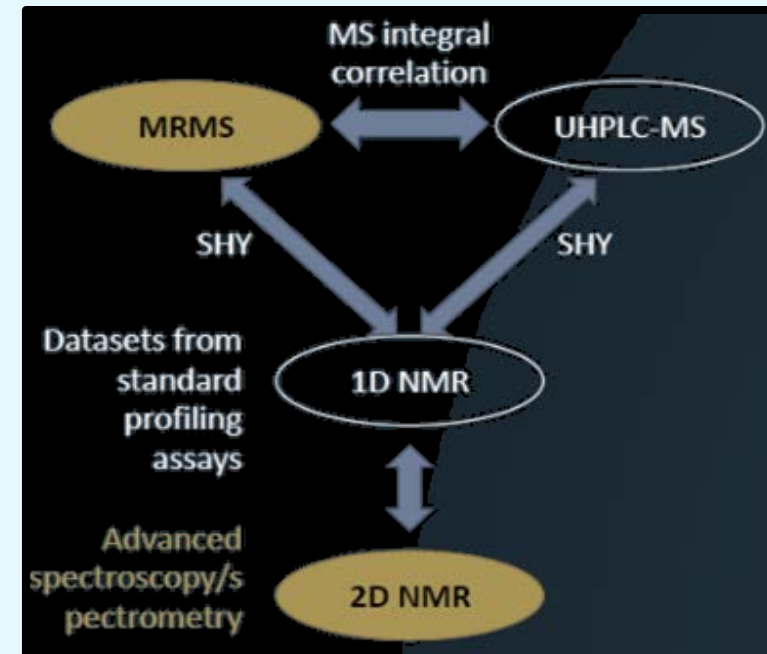 MS integral
correlation
MRMS
UHPLC-MS
SHY
SHY
Datasets from
standard
profiling
assays
1D NMR
Advanced
spectroscopy/s
pectrometry
2D NMR